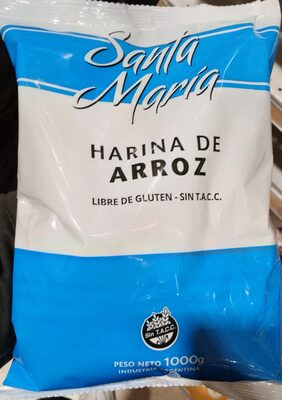 Santa
María
HARINA DE
ARROZ
LIBRE DE GLUTEN - SIN T.A.C.C.
Sin T.A.C.C.
PESO NETO 1000g
INDUSTRIA ARGENTINA